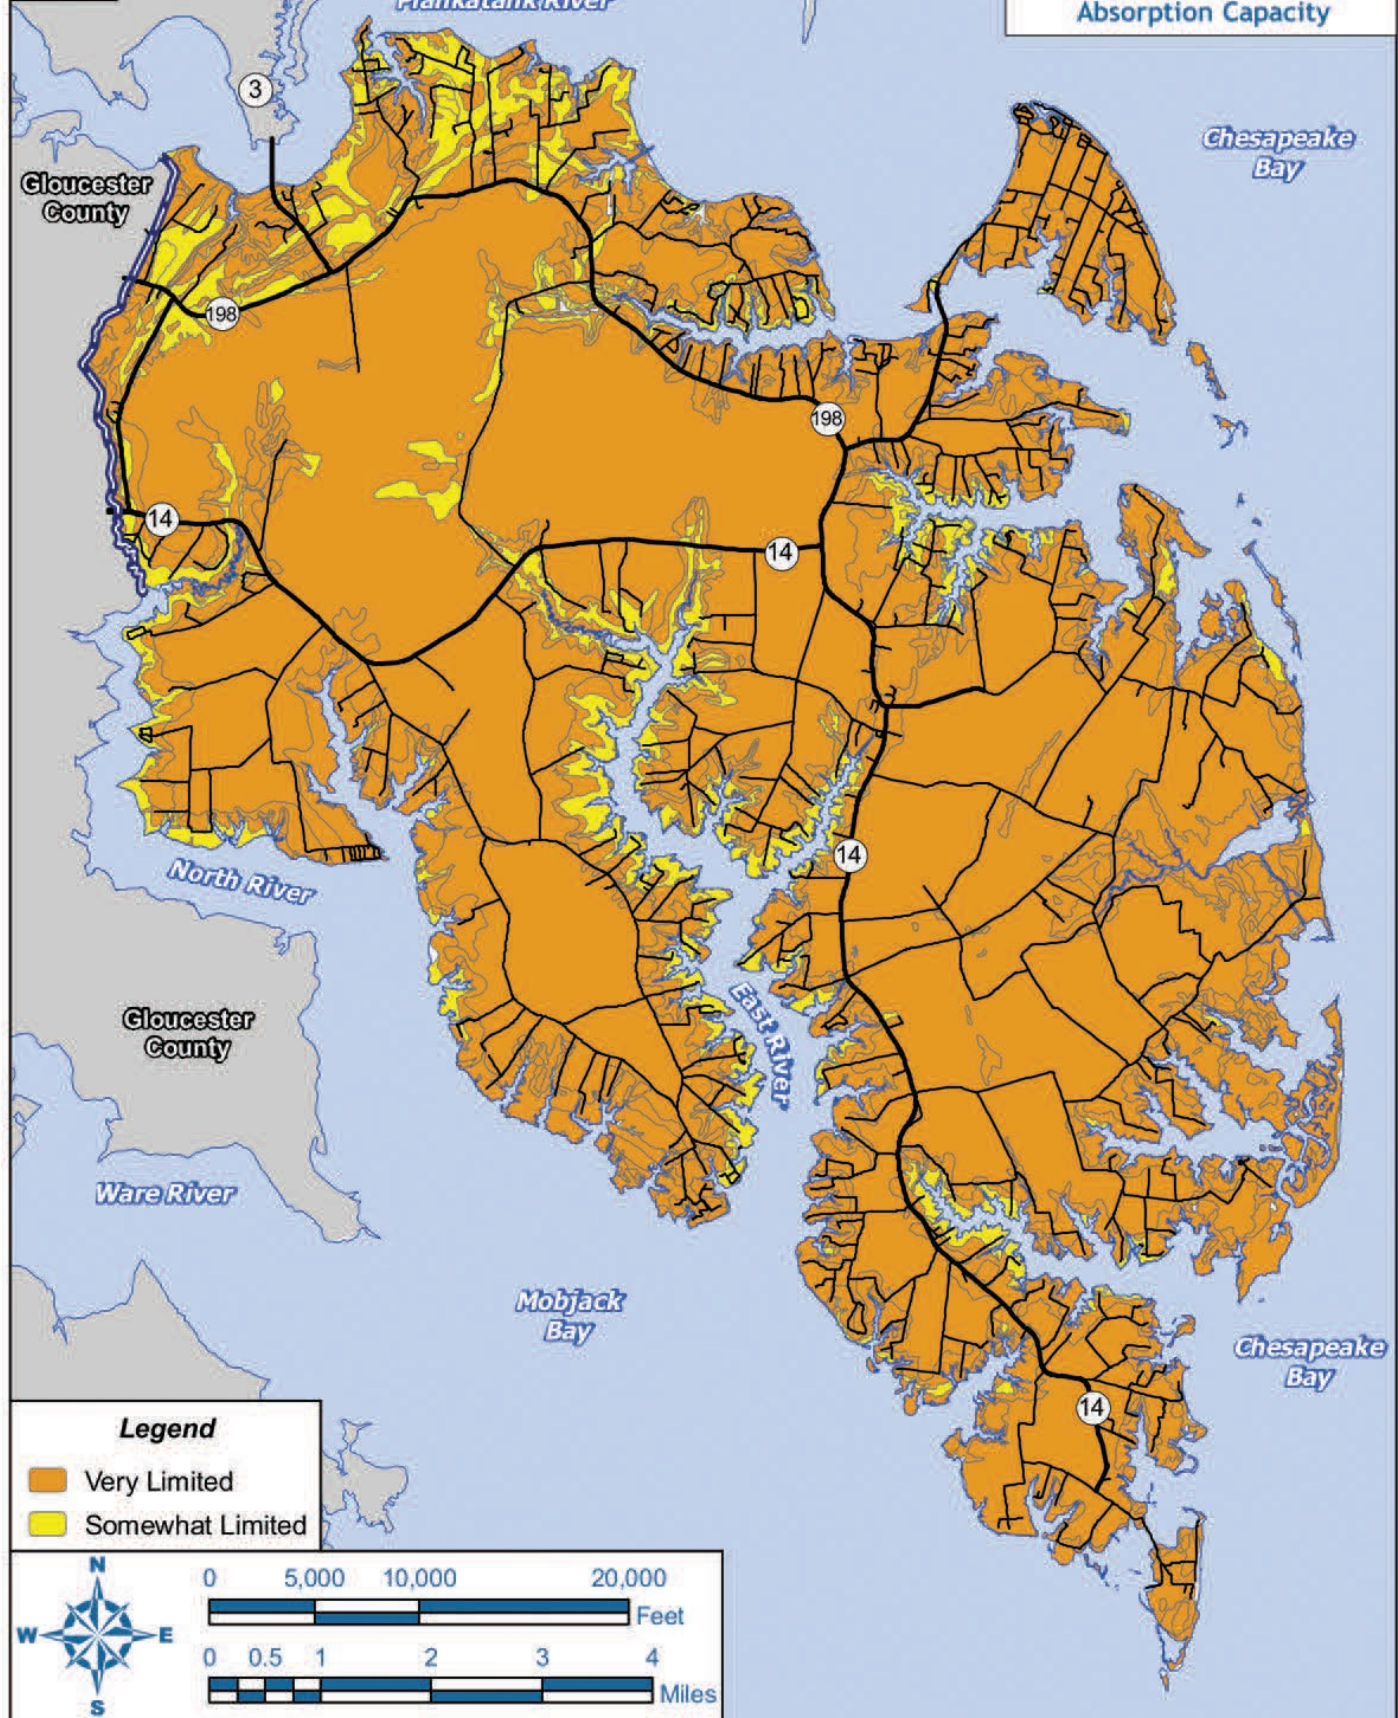 Piankatank River
Absorption Capacity
3
Chesapeake
Bay
Gloucester
County
198
198
14
14
14
North River
East River
Gloucester
County
Ware River
Mobjack
Bay
Chesapeake
Bay
14
Legend
Very Limited
Somewhat Limited
N
W
E
S
0 5,000 10,000 20,000
Feet
0 0.5 1 2 3 4
Miles